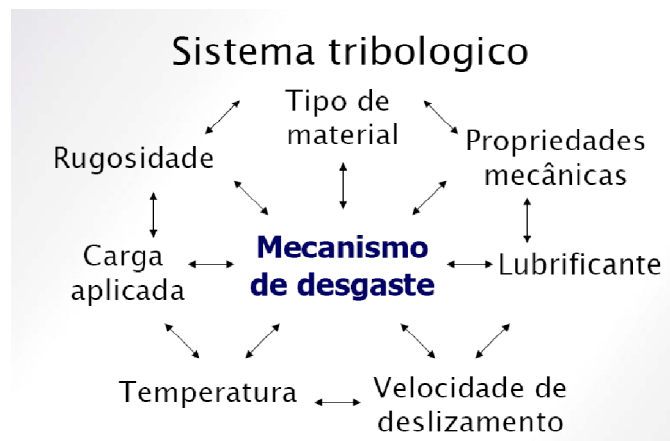 Sistema tribologico
Tipo de
material
Rugosidade
Propriedades
mecânicas
Carga
aplicada
Mecanismo
de desgaste
Lubrificante
Temperatura
Velocidade de
deslizamento